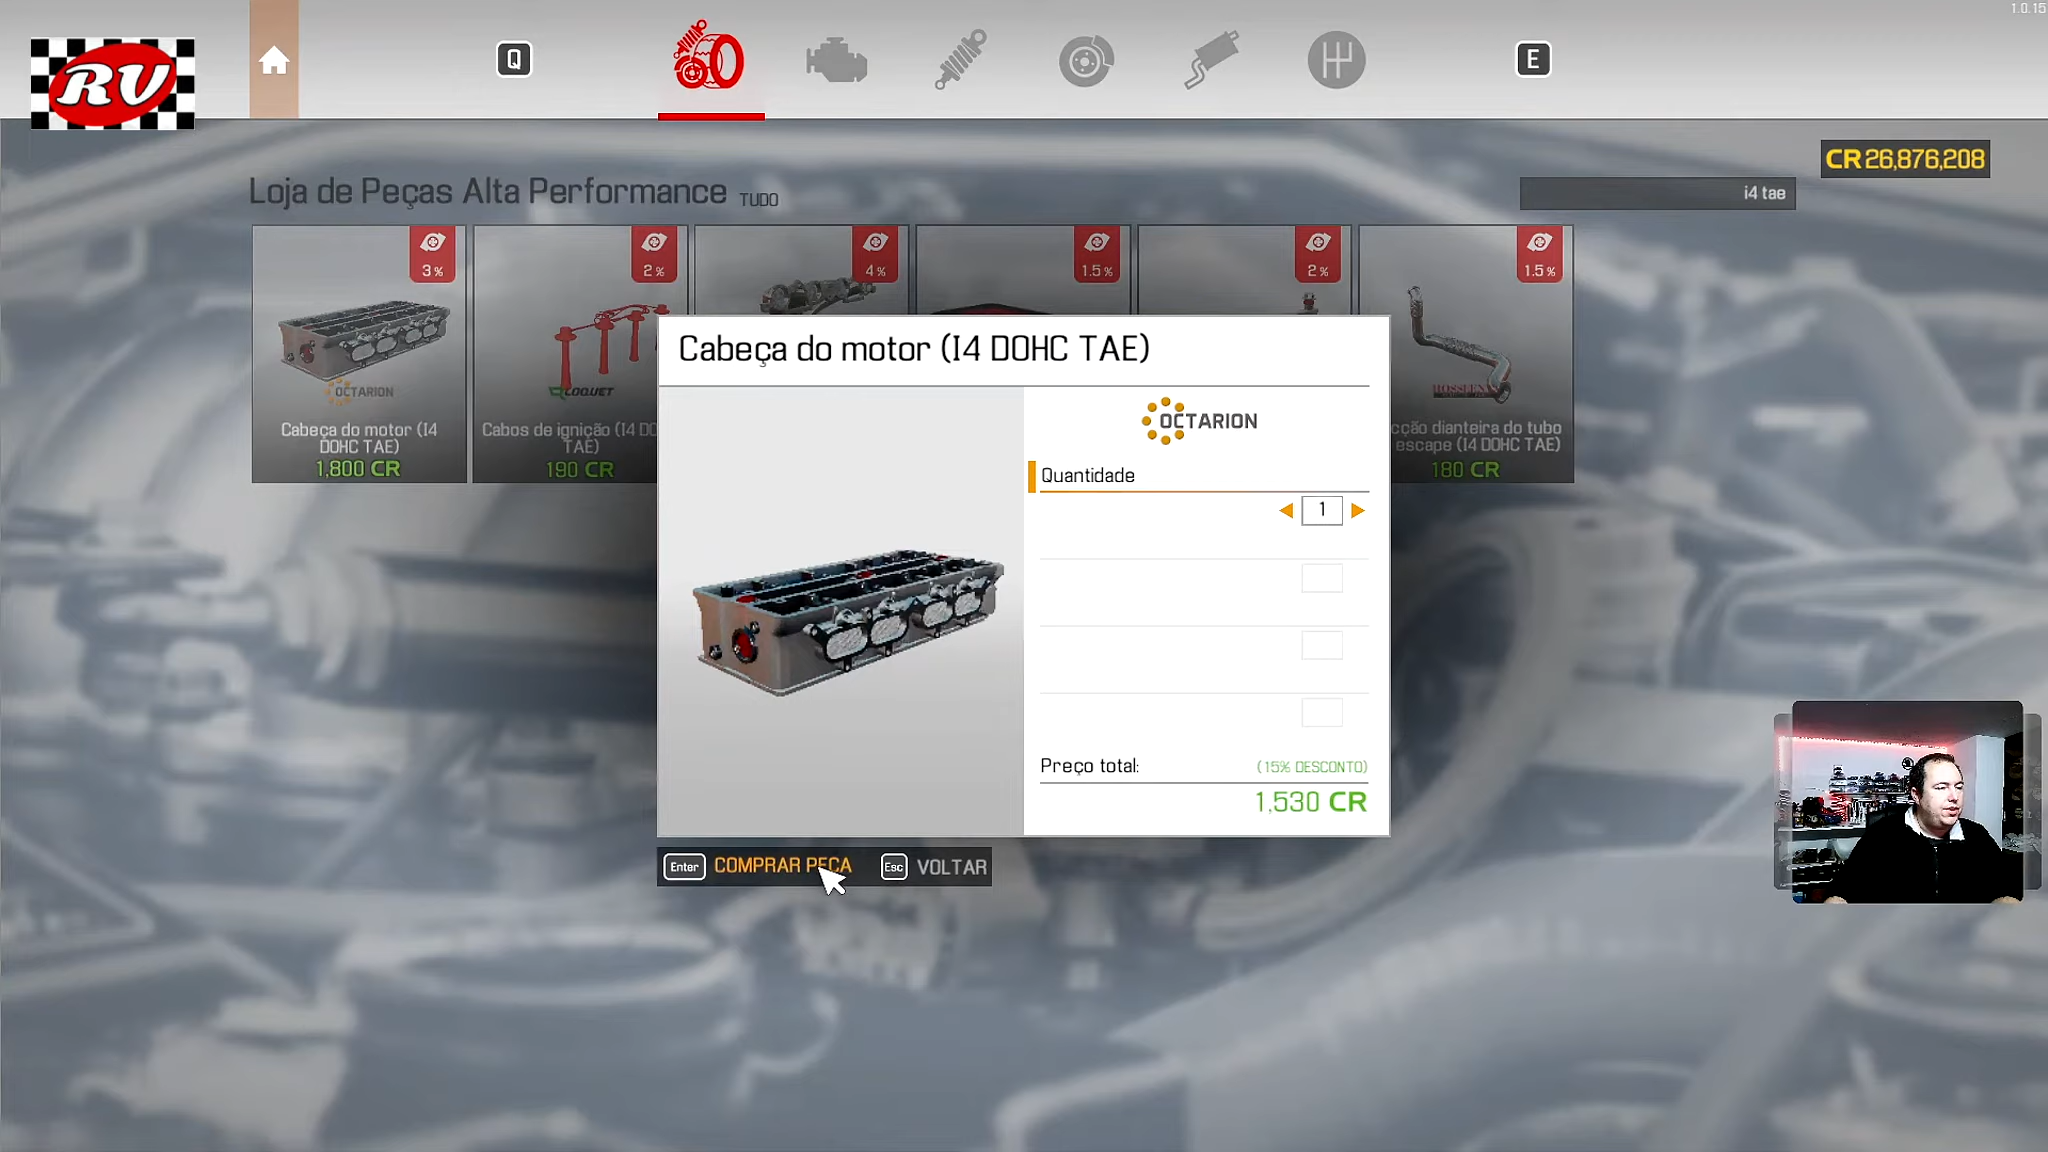 1.0.15
RV
Q
E
CR 26,876,208
Loja de Peças Alta Performance TUDO
i4 tae
3 %
2 %
4 %
1.5 %
2 %
1.5 %
OCTARION
Cabeça do motor (I4
DOHC TAE)
1,800 CR
LOQUET
Cabos de ignição (I4 DO
TAE)
190 CR
cção dianteira do tubo
escape (I4 DOHC TAE)
180 CR
Cabeça do motor (I4 DOHC TAE)
OCTARION
Quantidade
1
Preço total:
(15% DESCONTO)
1,530 CR
Enter COMPRAR PEÇA
Esc VOLTAR